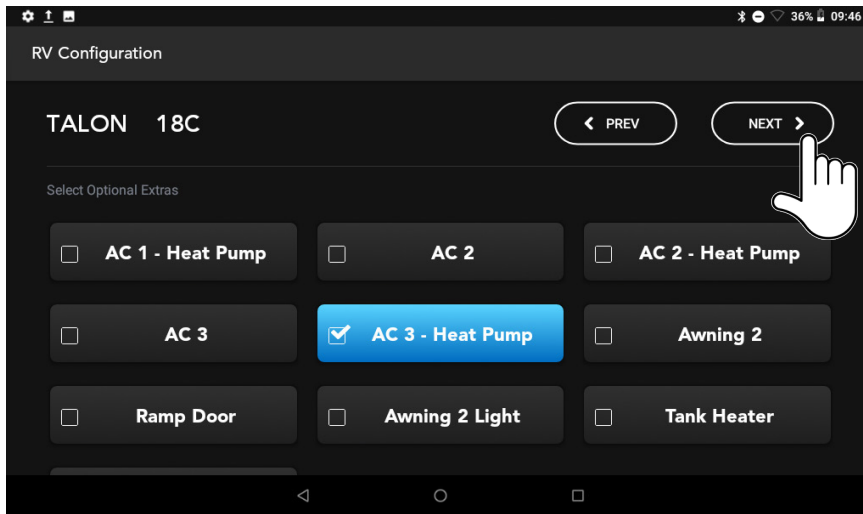 36% 09:46
RV Configuration
TALON 18C
PREV NEXT
Select Optional Extras
AC 1 - Heat Pump AC 2 AC 2 - Heat Pump
AC 3 AC 3 - Heat Pump Awning 2
Ramp Door Awning 2 Light Tank Heater